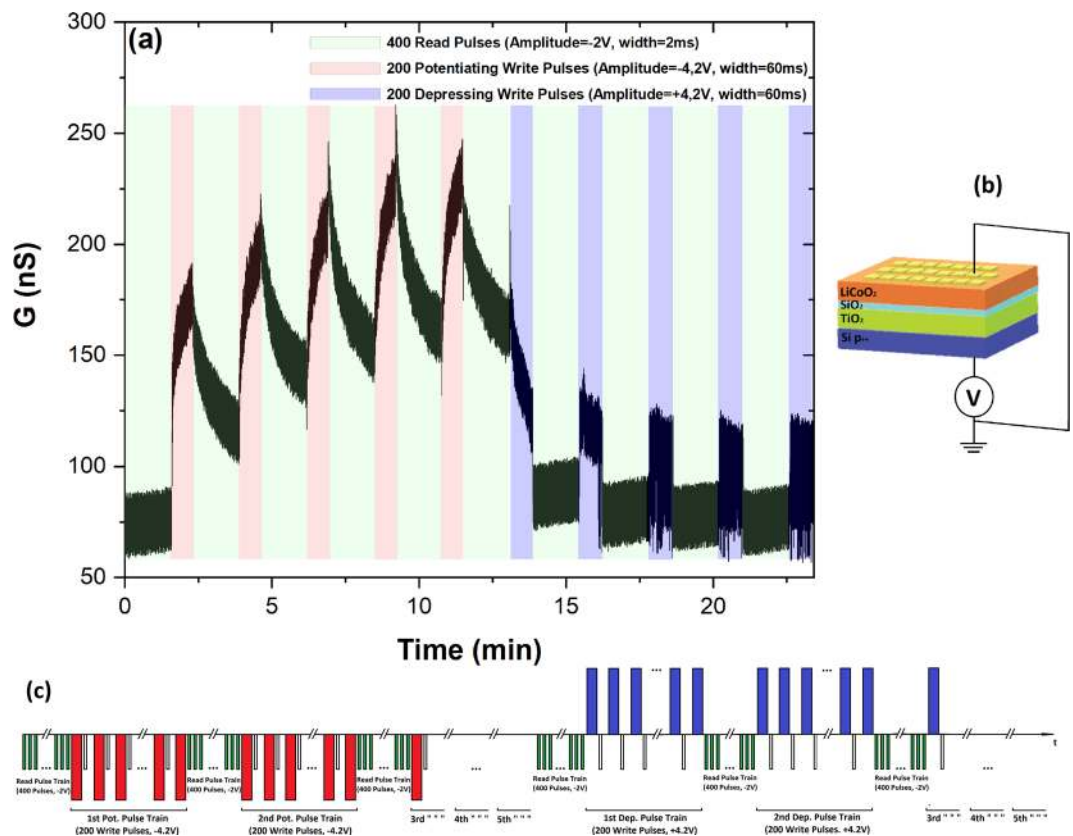 (a)
400 Read Pulses (Amplitude=-2V, width=2ms)
200 Potentiating Write Pulses (Amplitude=-4,2V, width=60ms)
200 Depressing Write Pulses (Amplitude=+4,2V, width=60ms)
300
250
200
150
100
50
G (nS)
0
5
10
15
20
Time (min)
(b)
LiCoO₂
SiO₂
TiO₂
Si p++
V
(c)
... ... ... ... ... ... ... ... ... ...
t
Read Pulse Train
(400 Pulses, -2V)
1st Pot. Pulse Train
(200 Write Pulses, -4.2V)
Read Pulse Train
(400 Pulses, -2V)
2nd Pot. Pulse Train
(200 Write Pulses, -4.2V)
Read Pulse Train
(400 Pulses, -2V)
3rd
4th
5th
...
Read Pulse Train
(400 Pulses, -2V)
1st Dep. Pulse Train
(200 Write Pulses, +4.2V)
Read Pulse Train
(400 Pulses, -2V)
2nd Dep. Pulse Train
(200 Write Pulses. +4.2V)
Read Pulse Train
(400 Pulses, -2V)
3rd
4th
5th
...